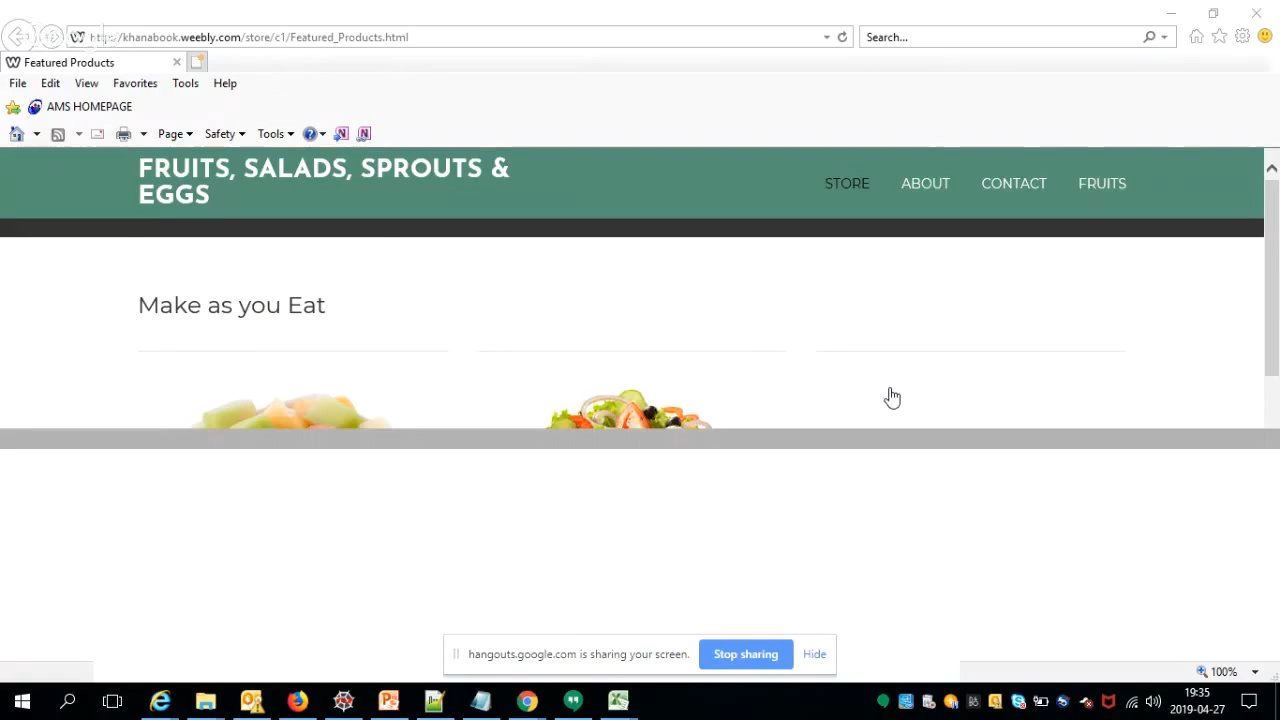 https://khanabook.weebly.com/store/c1/Featured_Products.html
Search...
Featured Products
File Edit View Favorites Tools Help
AMS HOMEPAGE
Page Safety Tools
FRUITS, SALADS, SPROUTS &
EGGS
STORE ABOUT CONTACT FRUITS
Make as you Eat
hangouts.google.com is sharing your screen. Stop sharing Hide
100%
19:35
2019-04-27